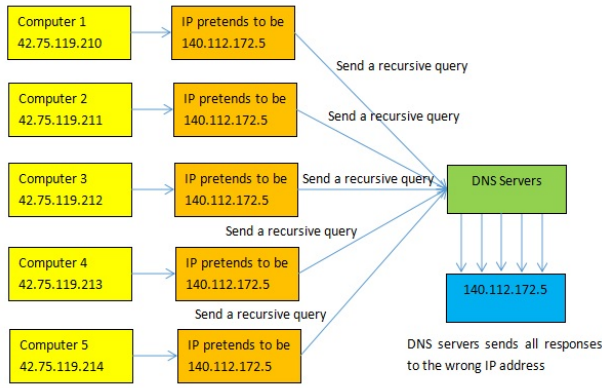 Computer 1
42.75.119.210
IP pretends to be
140.112.172.5
Send a recursive query
Computer 2
42.75.119.211
IP pretends to be
140.112.172.5
Send a recursive query
Computer 3
42.75.119.212
IP pretends to be
140.112.172.5
Send a recursive query
DNS Servers
Computer 4
42.75.119.213
IP pretends to be
140.112.172.5
Send a recursive query
140.112.172.5
Computer 5
42.75.119.214
IP pretends to be
140.112.172.5
Send a recursive query
DNS servers sends all responses
to the wrong IP address